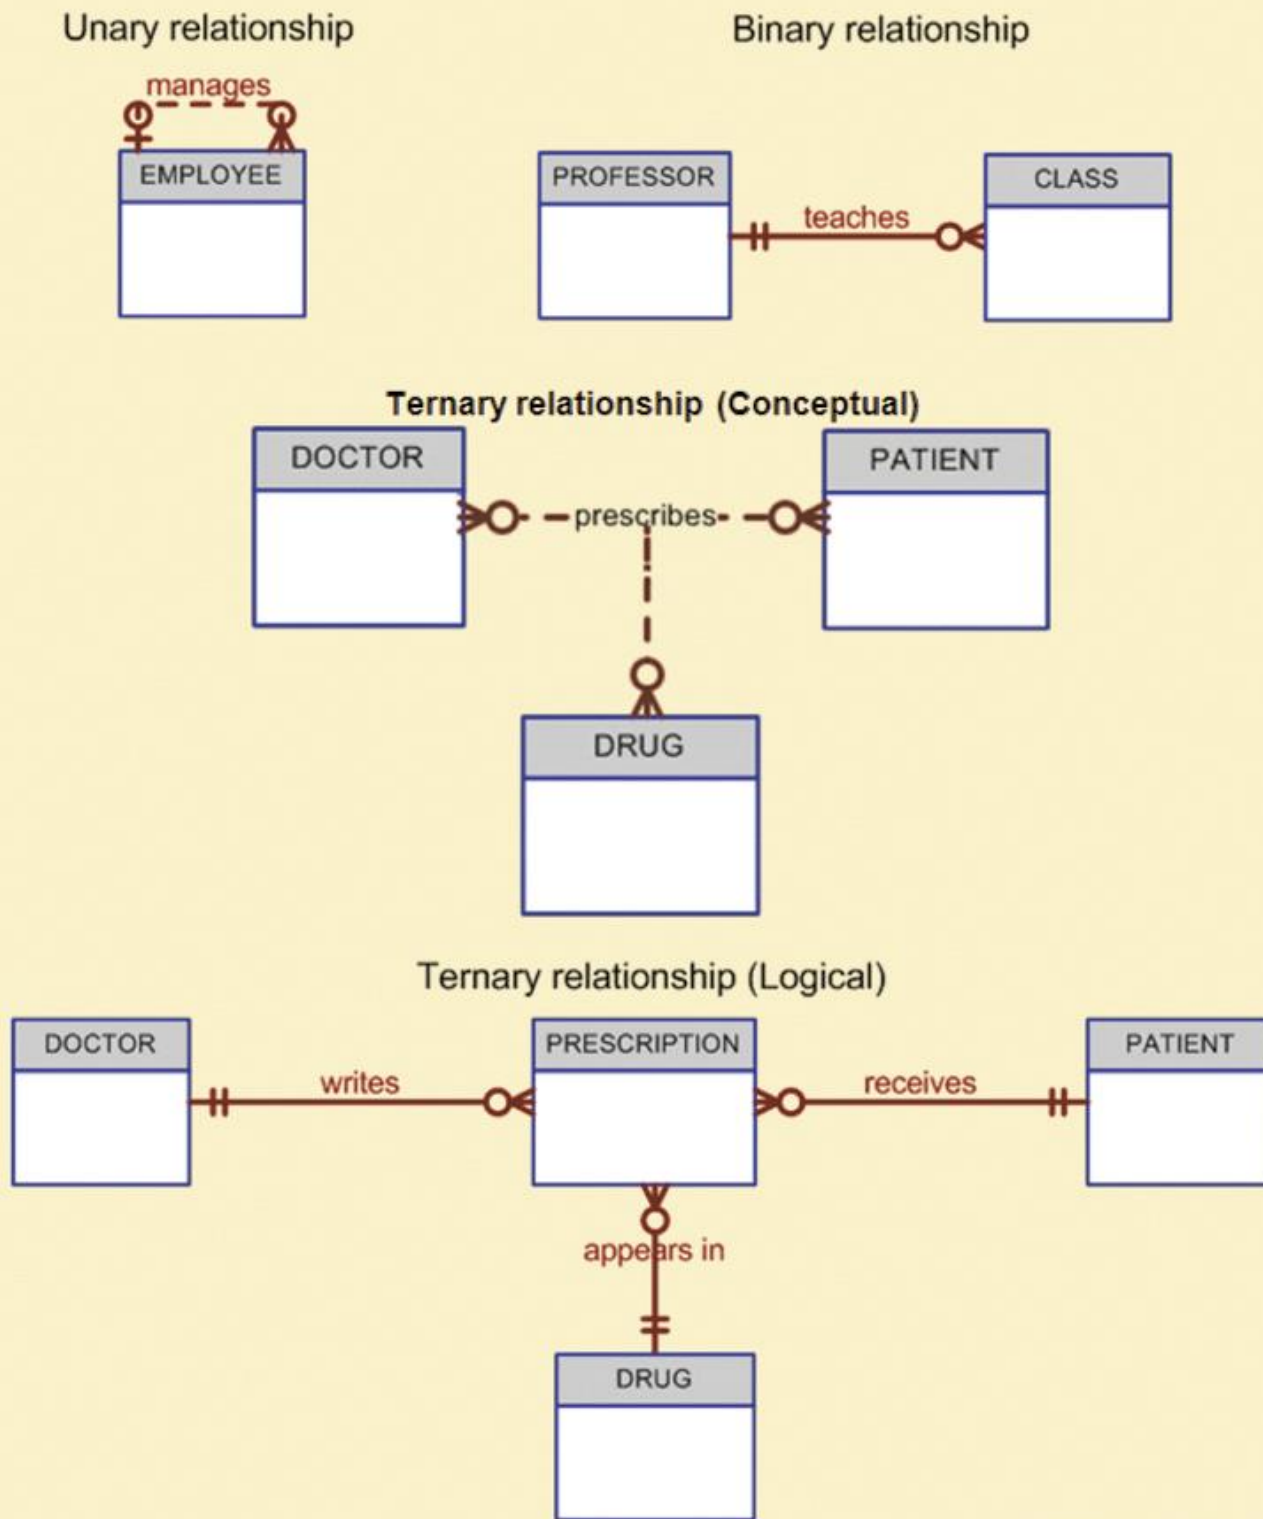 Unary relationship
Binary relationship
manages
EMPLOYEE
PROFESSOR
teaches
CLASS
Ternary relationship (Conceptual)
DOCTOR
prescribes
PATIENT
DRUG
Ternary relationship (Logical)
DOCTOR
writes
PRESCRIPTION
receives
PATIENT
appears in
DRUG